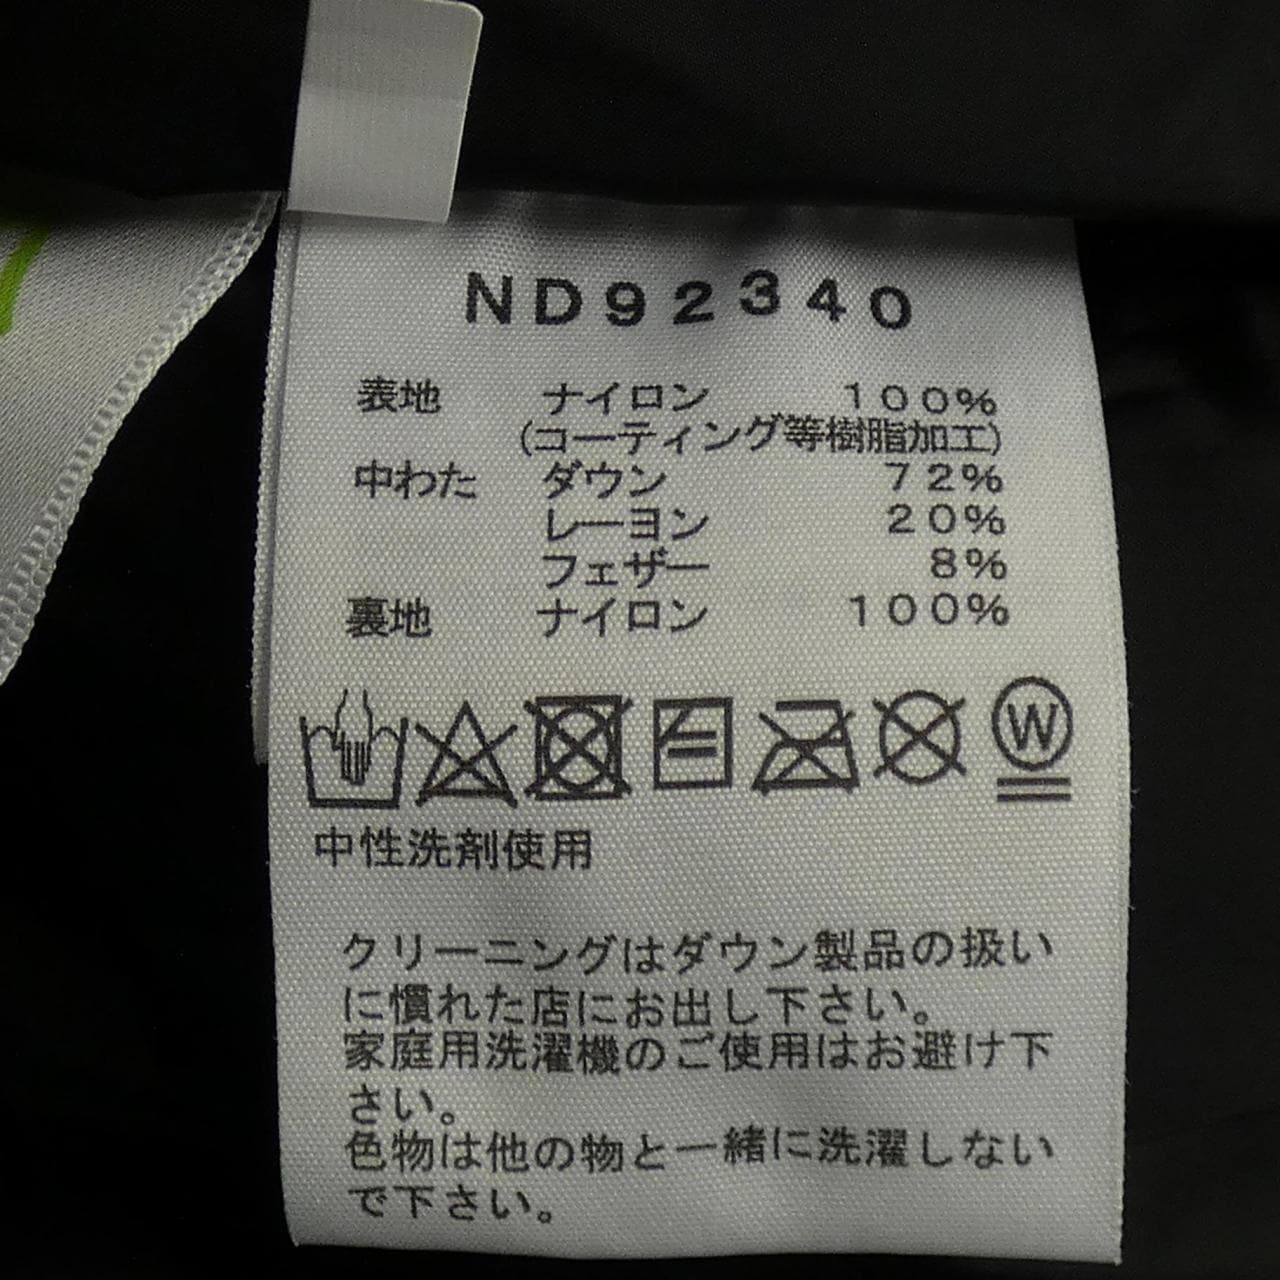 ND92340
表地 ナイロン 100%
(コーティング等樹脂加工)
中わた ダウン 72%
レーヨン 20%
フェザー 8%
裏地 ナイロン 100%
W
中性洗剤使用
クリーニングはダウン製品の扱い
に慣れた店にお出し下さい。
家庭用洗濯機のご使用はお避け下
さい。
色物は他の物と一緒に洗濯しない
で下さい。